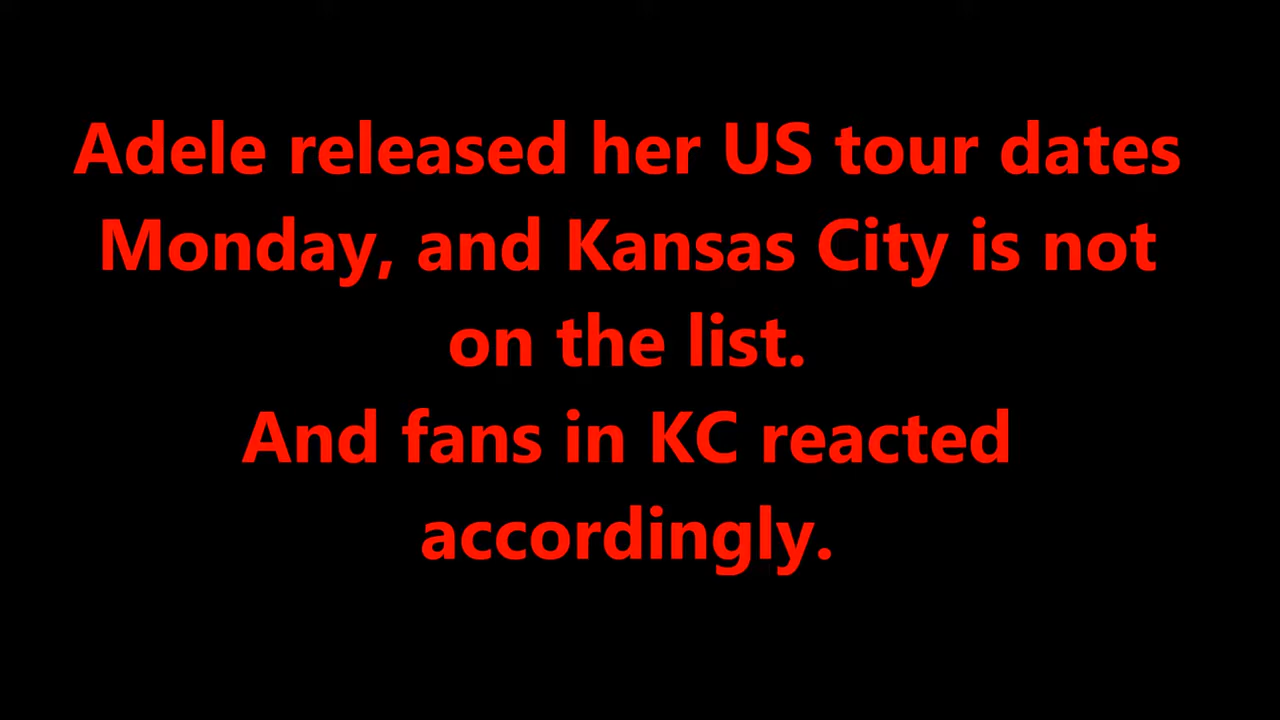 Adele released her US tour dates
Monday, and Kansas City is not
on the list.
And fans in KC reacted
accordingly.